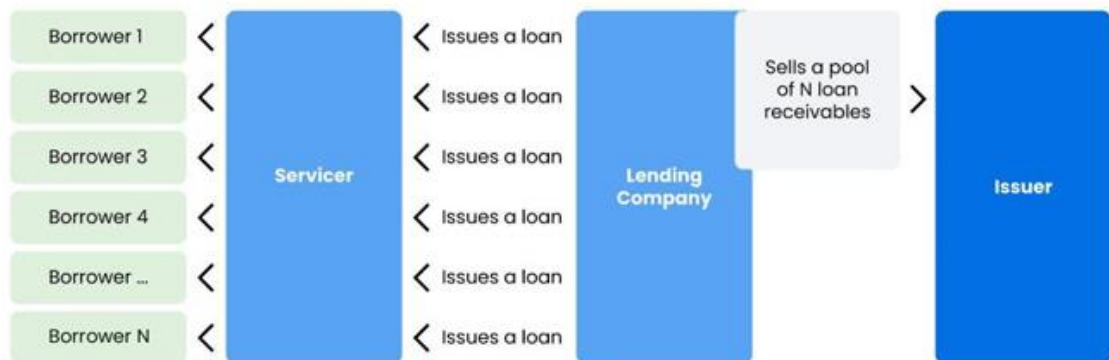 Borrower 1
Issues a loan
Borrower 2
Issues a loan
Borrower 3
Issues a loan
Borrower 4
Issues a loan
Borrower ...
Issues a loan
Borrower N
Issues a loan
Servicer
Lending
Company
Sells a pool
of N loan
receivables
Issuer